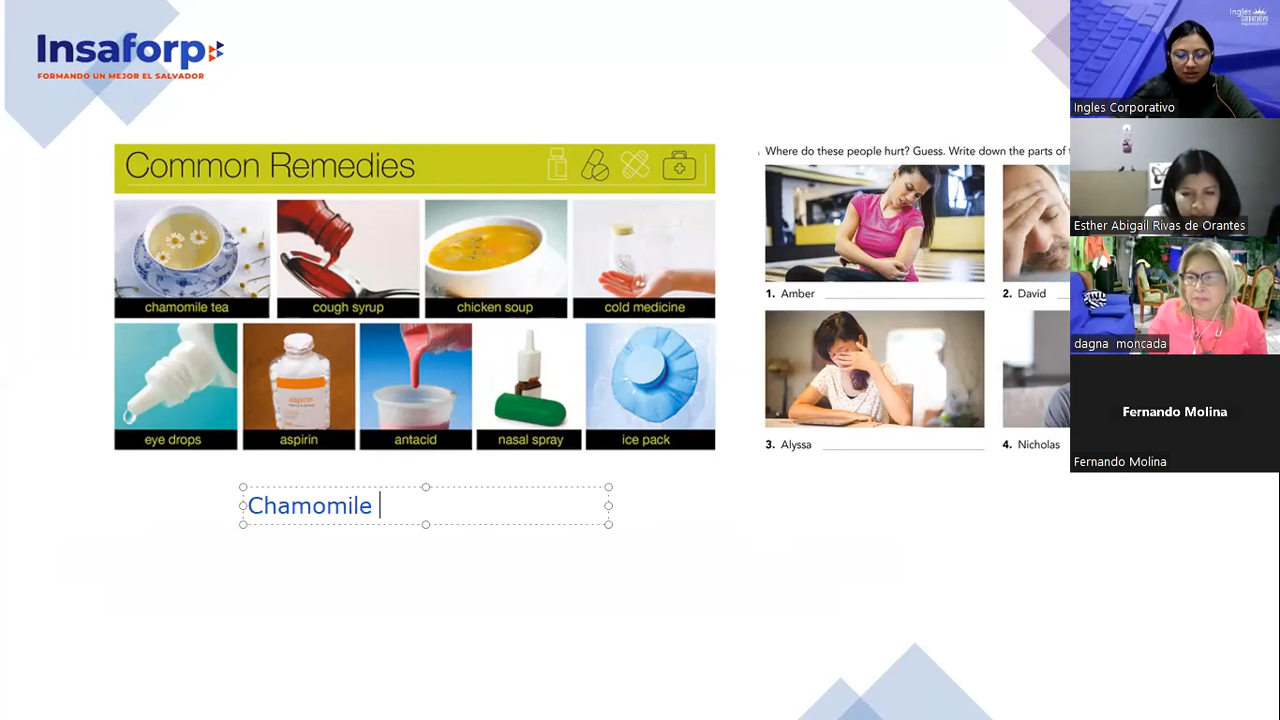 Insaforp
FORMANDO UN MEJOR EL SALVADOR
Common Remedies
chamomile tea
cough syrup
chicken soup
cold medicine
eye drops
aspirin
antacid
nasal spray
ice pack
aspirin
Chamomile
Where do these people hurt? Guess. Write down the parts of
1. Amber
2. David
3. Alyssa
4. Nicholas
Ingles
Corporativo
Ingles Corporativo
Esther Abigail Rivas de Orantes
dagna moncada
Fernando Molina
Fernando Molina